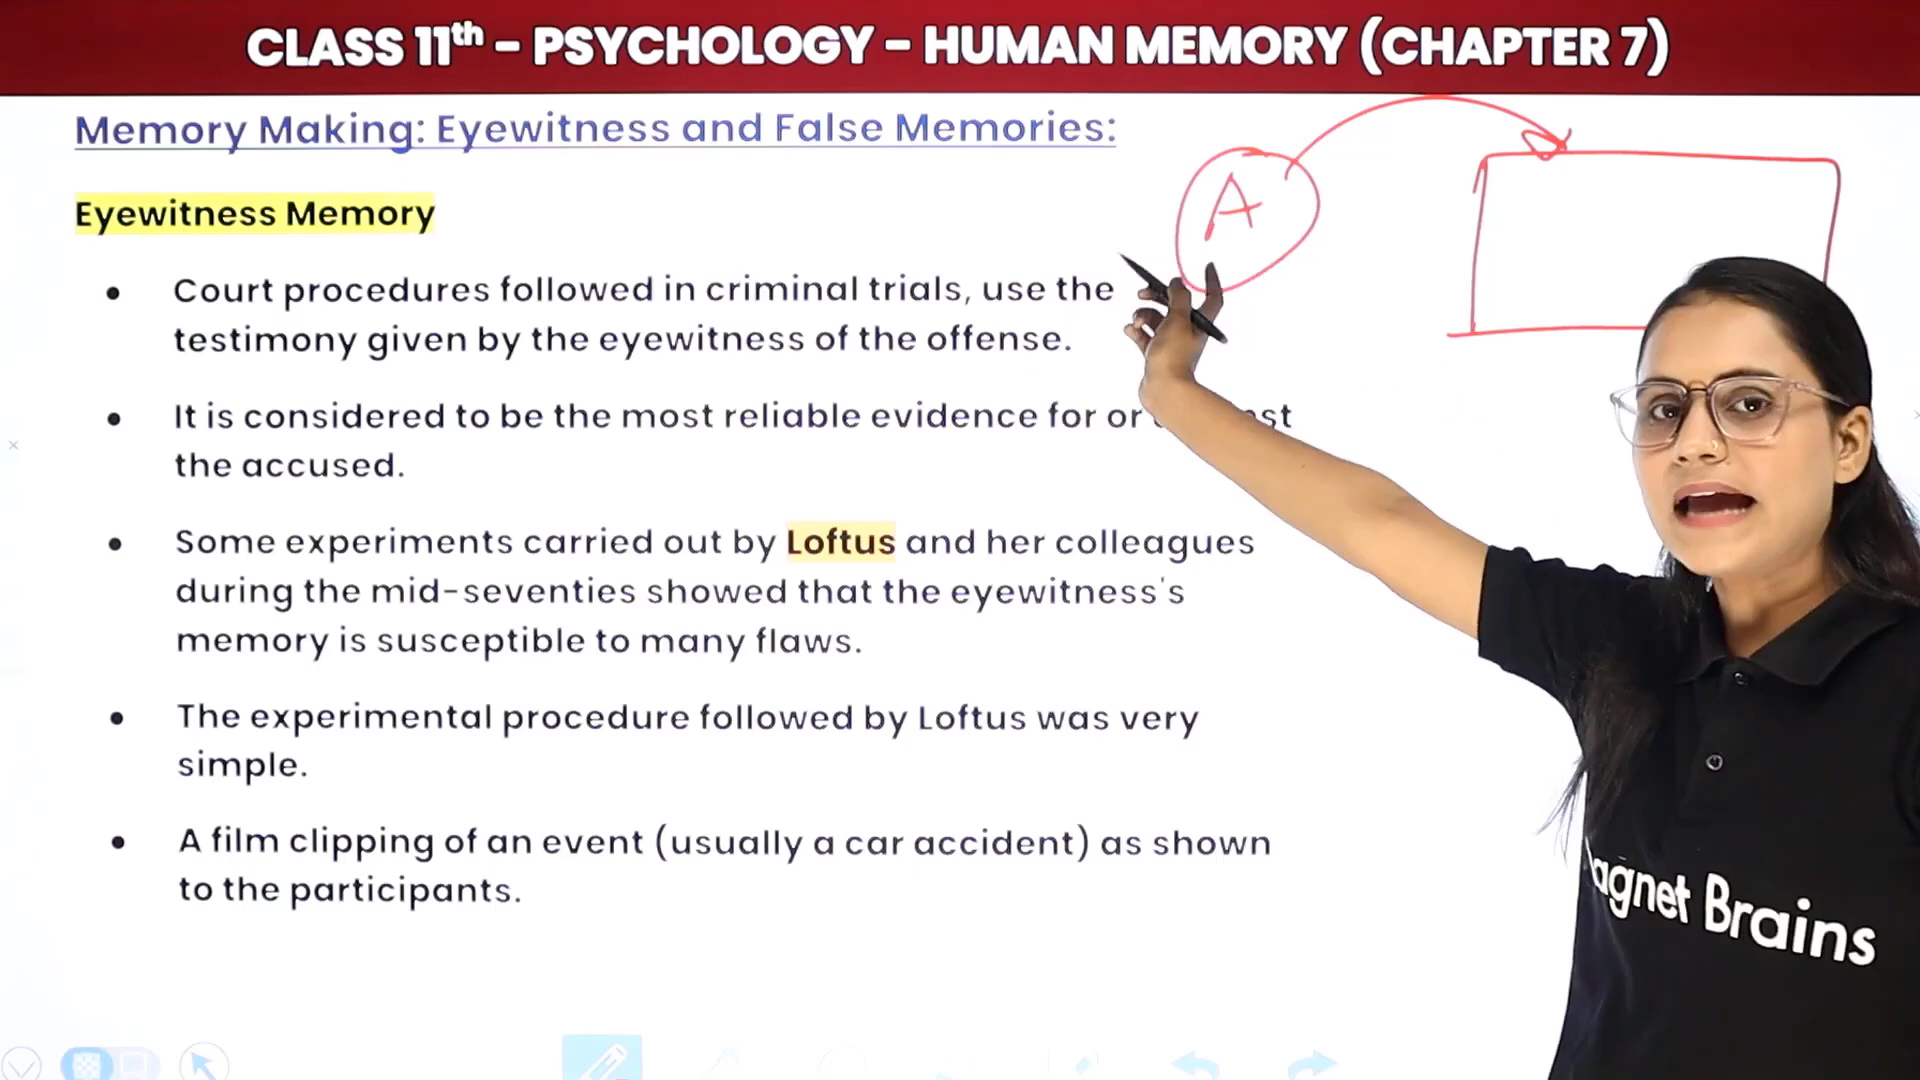 CLASS 11th – PSYCHOLOGY – HUMAN MEMORY (CHAPTER 7)
Memory Making: Eyewitness and False Memories:
A
Eyewitness Memory
Court procedures followed in criminal trials, use the
testimony given by the eyewitness of the offense.
It is considered to be the most reliable evidence for or
the accused.
Some experiments carried out by Loftus and her colleagues
during the mid-seventies showed that the eyewitness's
memory is susceptible to many flaws.
The experimental procedure followed by Loftus was very
simple.
A film clipping of an event (usually a car accident) as shown
to the participants.
agnet Brains